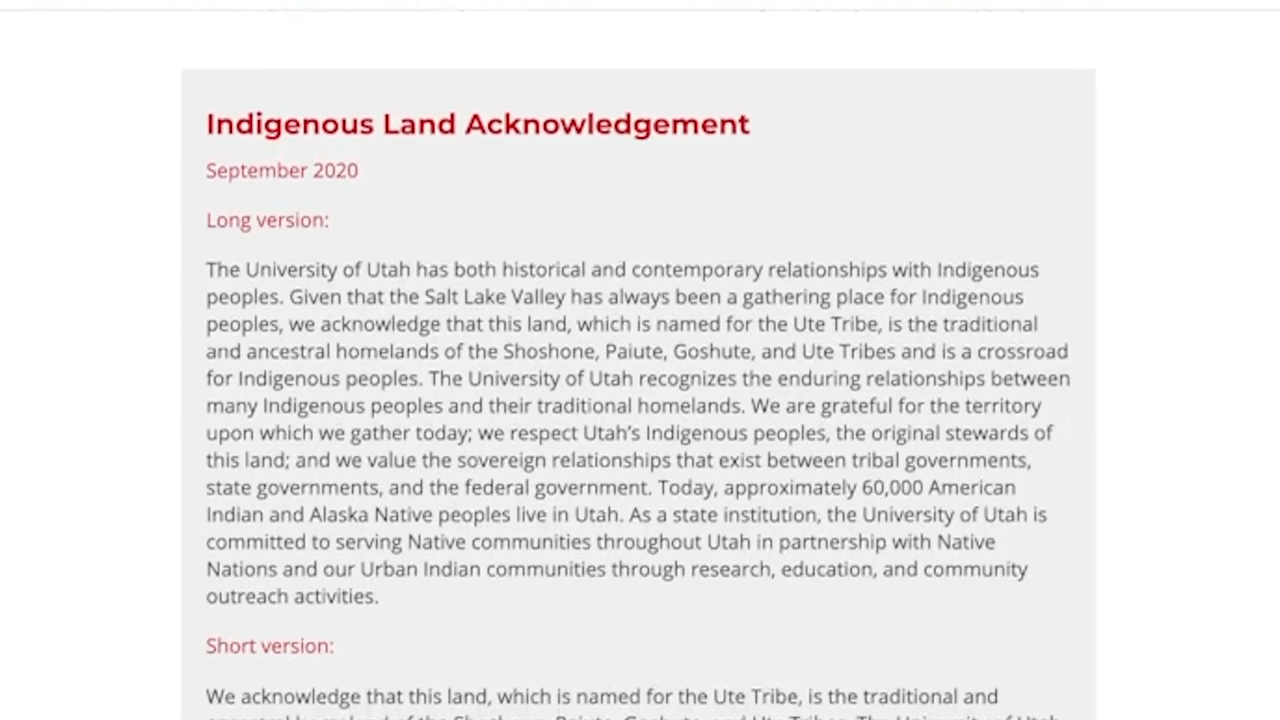 Indigenous Land Acknowledgement
September 2020
Long version:
The University of Utah has both historical and contemporary relationships with Indigenous
peoples. Given that the Salt Lake Valley has always been a gathering place for Indigenous
peoples, we acknowledge that this land, which is named for the Ute Tribe, is the traditional
and ancestral homelands of the Shoshone, Paiute, Goshute, and Ute Tribes and is a crossroad
for Indigenous peoples. The University of Utah recognizes the enduring relationships between
many Indigenous peoples and their traditional homelands. We are grateful for the territory
upon which we gather today; we respect Utah’s Indigenous peoples, the original stewards of
this land; and we value the sovereign relationships that exist between tribal governments,
state governments, and the federal government. Today, approximately 60,000 American
Indian and Alaska Native peoples live in Utah. As a state institution, the University of Utah is
committed to serving Native communities throughout Utah in partnership with Native
Nations and our Urban Indian communities through research, education, and community
outreach activities.
Short version:
We acknowledge that this land, which is named for the Ute Tribe, is the traditional and